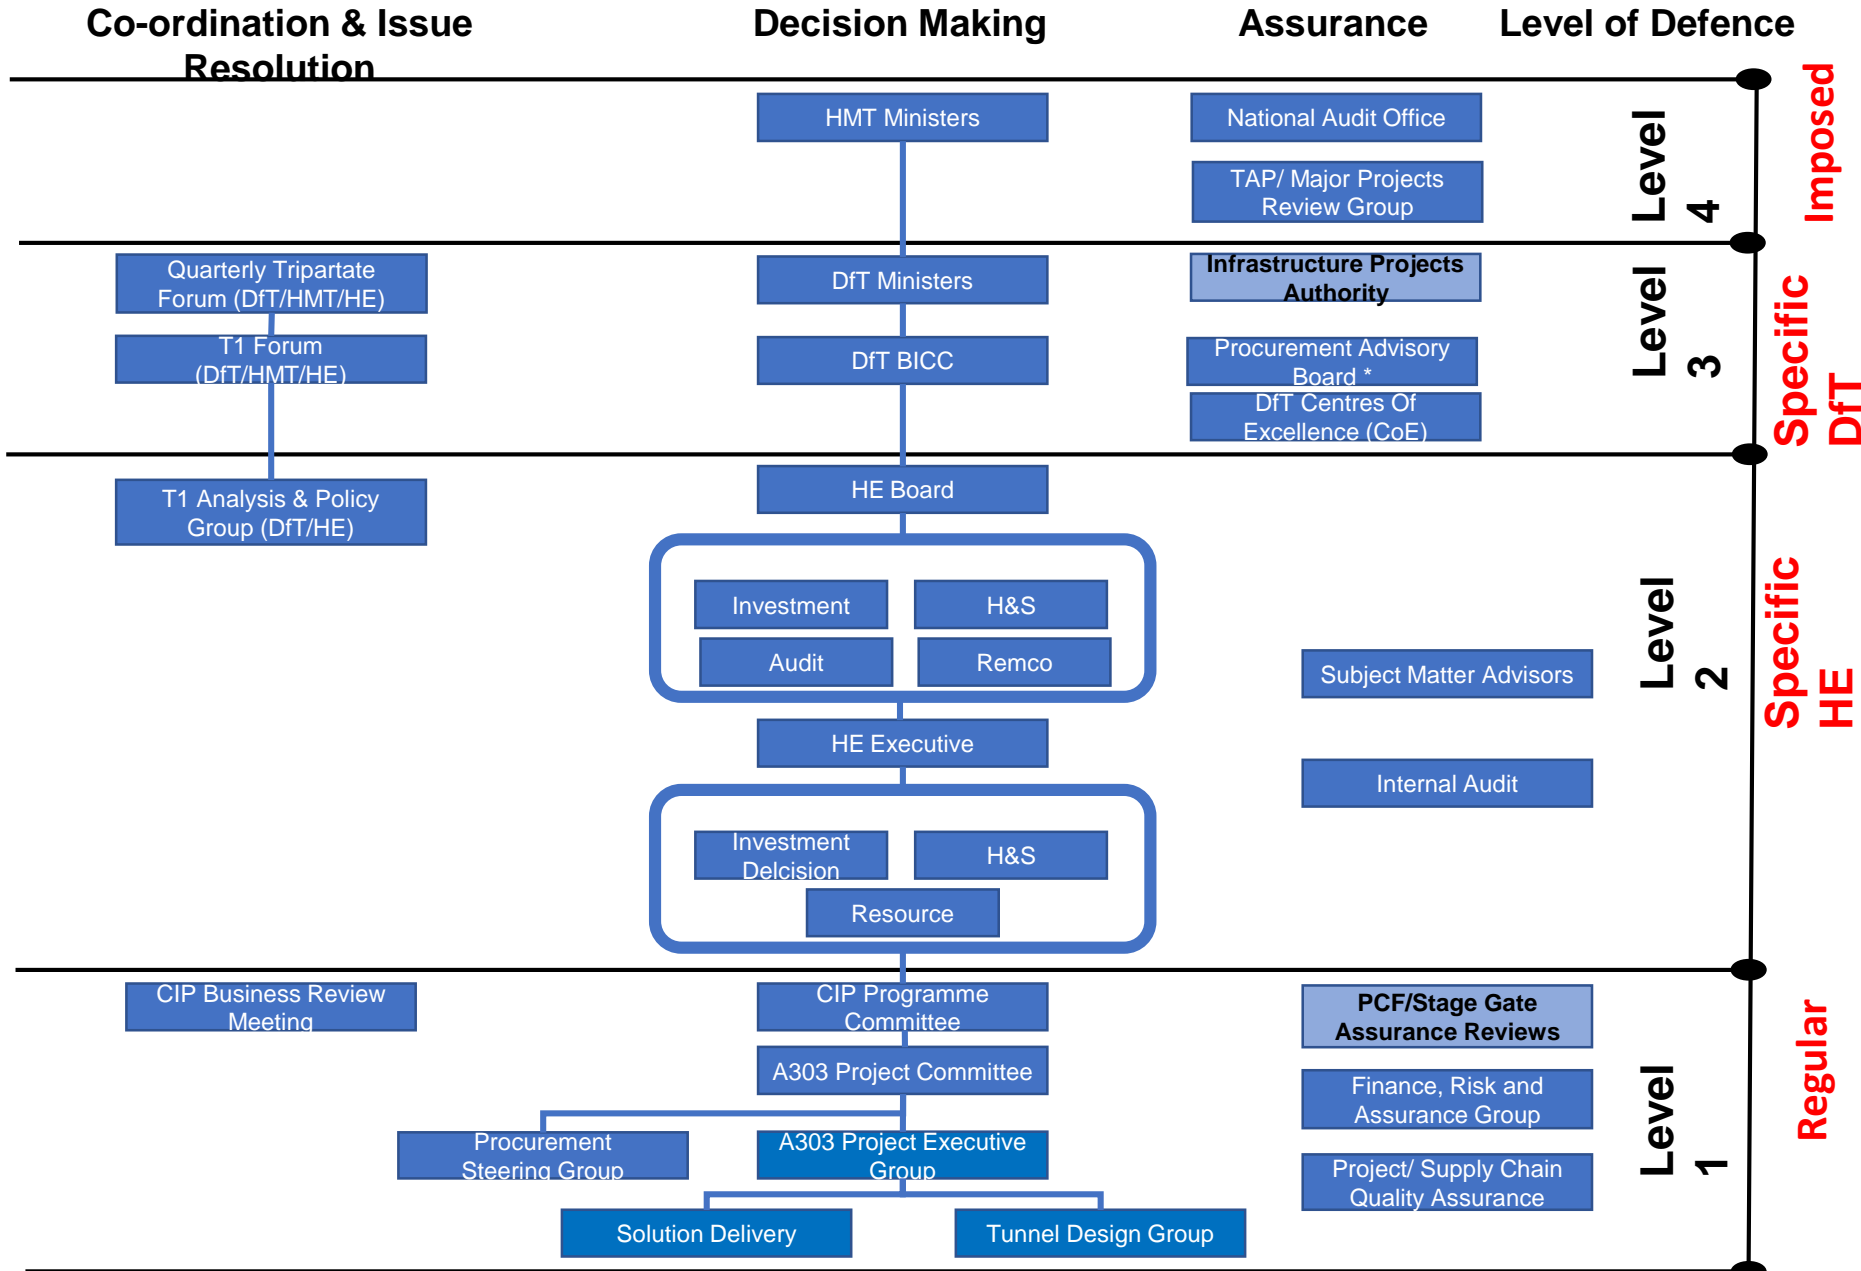 Co-ordination & Issue
Resolution
Decision Making
Assurance
Level of Defence
HMT Ministers
National Audit Office
TAP/ Major Projects
Review Group
Level
4
Imposed
Quarterly Tripartate
Forum (DfT/HMT/HE)
T1 Forum
(DfT/HMT/HE)
DfT Ministers
DfT BICC
Infrastructure Projects
Authority
Procurement Advisory
Board *
DfT Centres Of
Excellence (CoE)
Level
3
Specific
DfT
T1 Analysis & Policy
Group (DfT/HE)
HE Board
Investment
H&S
Audit
Remco
HE Executive
Investment
Delcision
H&S
Resource
Subject Matter Advisors
Internal Audit
Level
2
Specific
HE
CIP Business Review
Meeting
CIP Programme
Committee
A303 Project Committee
Procurement
Steering Group
A303 Project Executive
Group
Solution Delivery
Tunnel Design Group
PCF/Stage Gate
Assurance Reviews
Finance, Risk and
Assurance Group
Project/ Supply Chain
Quality Assurance
Level
1
Regular